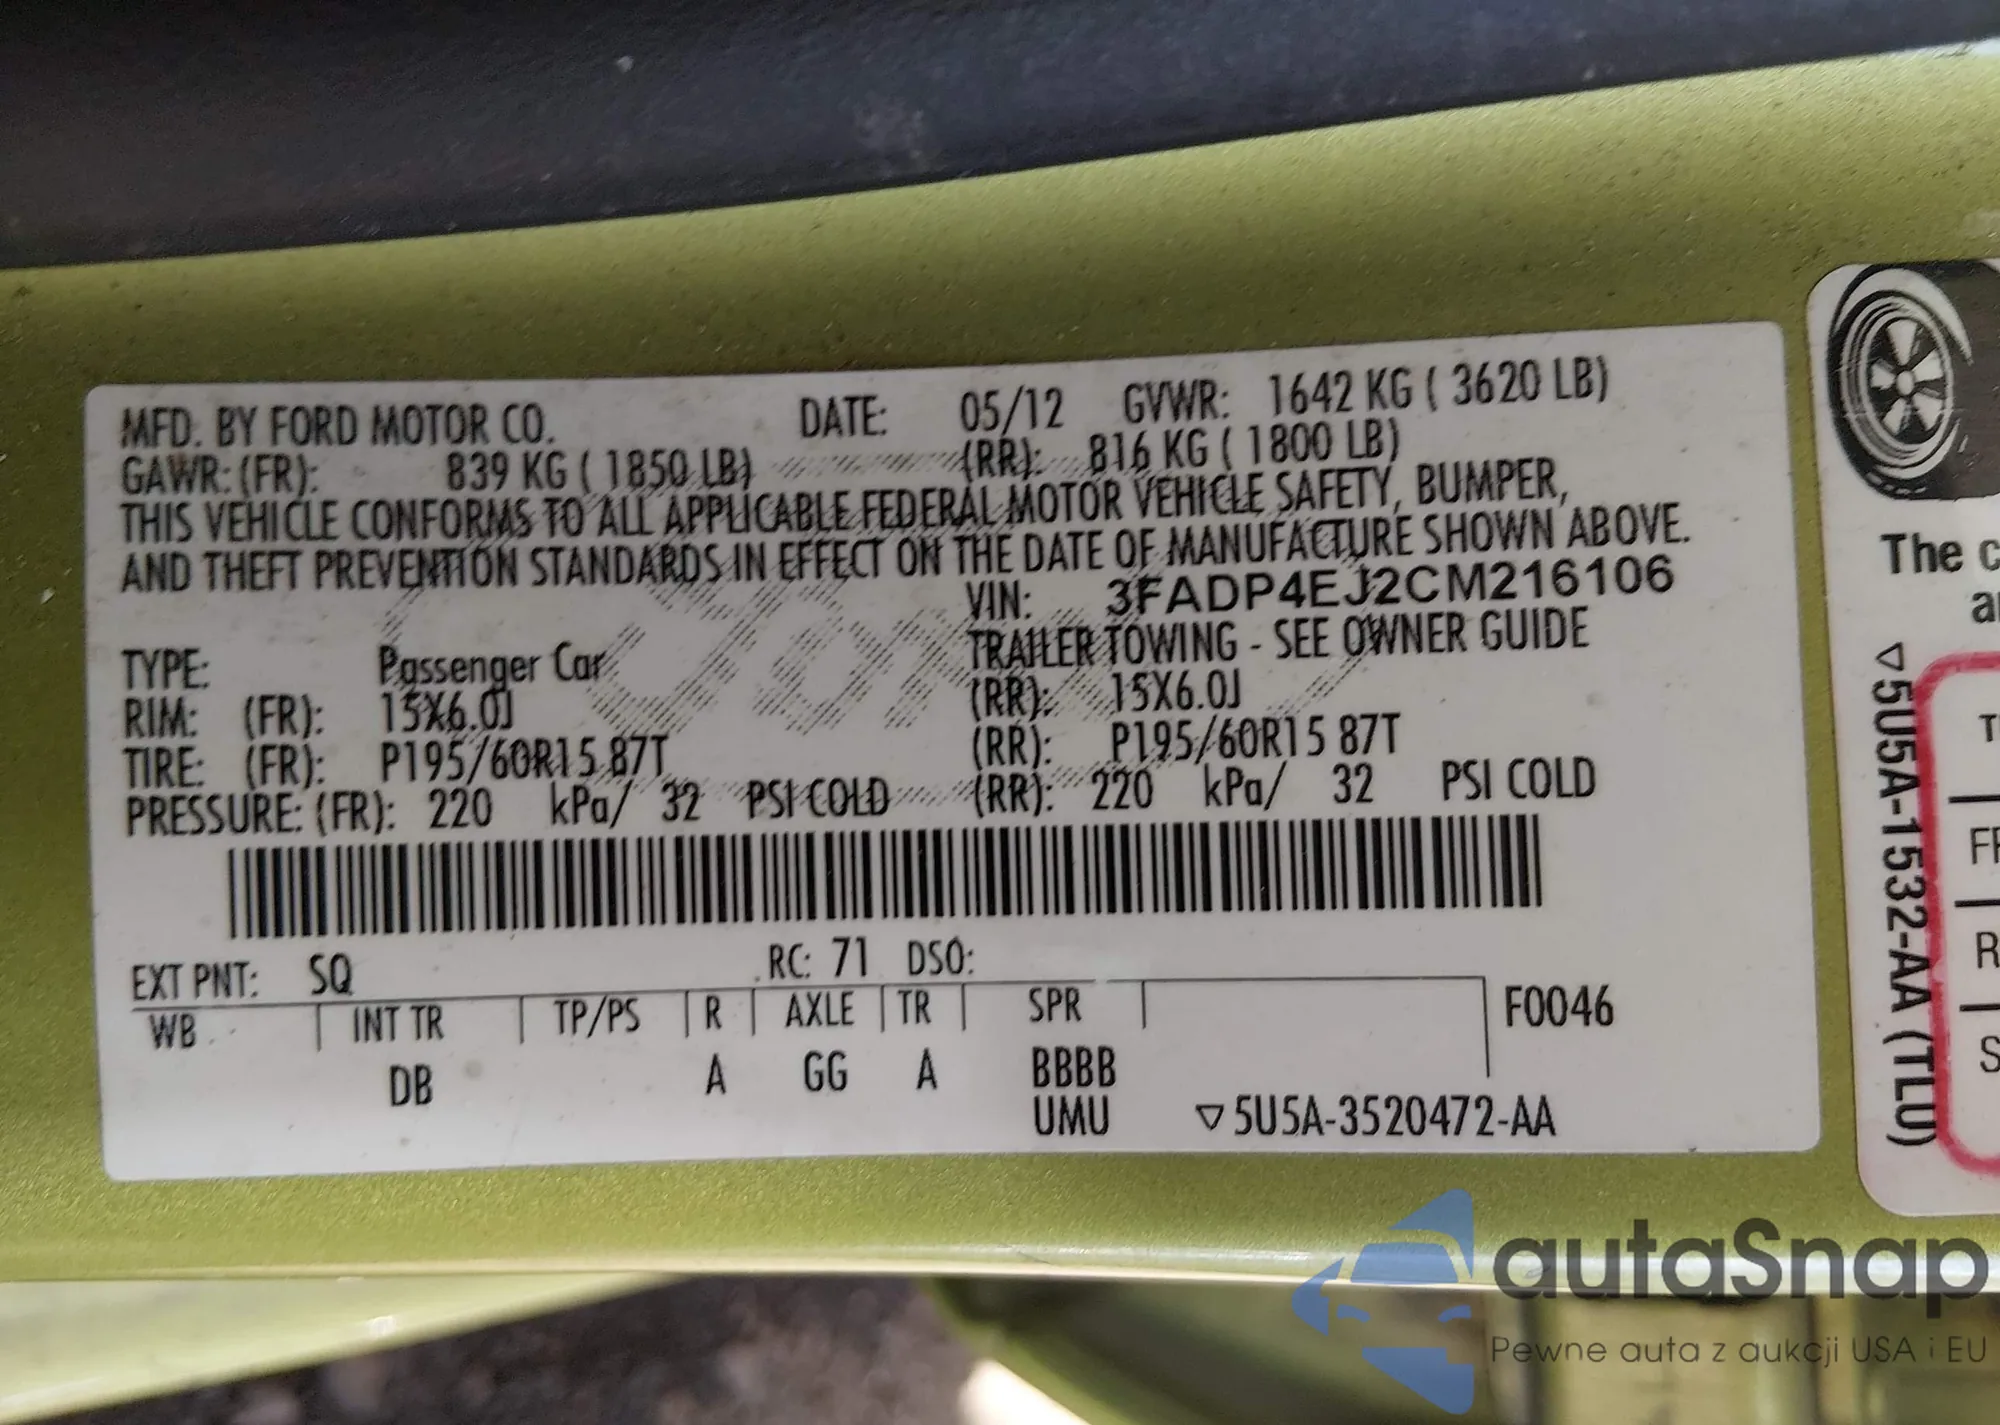 MFD. BY FORD MOTOR CO. DATE: 05/12 GVWR: 1642 KG ( 3620 LB)
GAWR: (FR): 839 KG ( 1850 LB) (RR): 816 KG ( 1800 LB)
THIS VEHICLE CONFORMS TO ALL APPLICABLE FEDERAL MOTOR VEHICLE SAFETY, BUMPER,
AND THEFT PREVENTION STANDARDS IN EFFECT ON THE DATE OF MANUFACTURE SHOWN ABOVE.
VIN: 3FADP4EJ2CM216106
TYPE: Passenger Car TRAILER TOWING - SEE OWNER GUIDE
RIM: (FR): 15X6.0J (RR): 15X6.0J
TIRE: (FR): P195/60R15 87T (RR): P195/60R15 87T
PRESSURE: (FR): 220 kPa/ 32 PSI COLD (RR): 220 kPa/ 32 PSI COLD
EXT PNT: SQ RC: 71 DSO:
WB INT TR TP/PS R AXLE TR SPR F0046
DB A GG A BBBB
UMU ▽5U5A-3520472-AA
The
▽5U5A-1532-AA (TLU)
autaSnap
Pewne auta z aukcji USA i EU